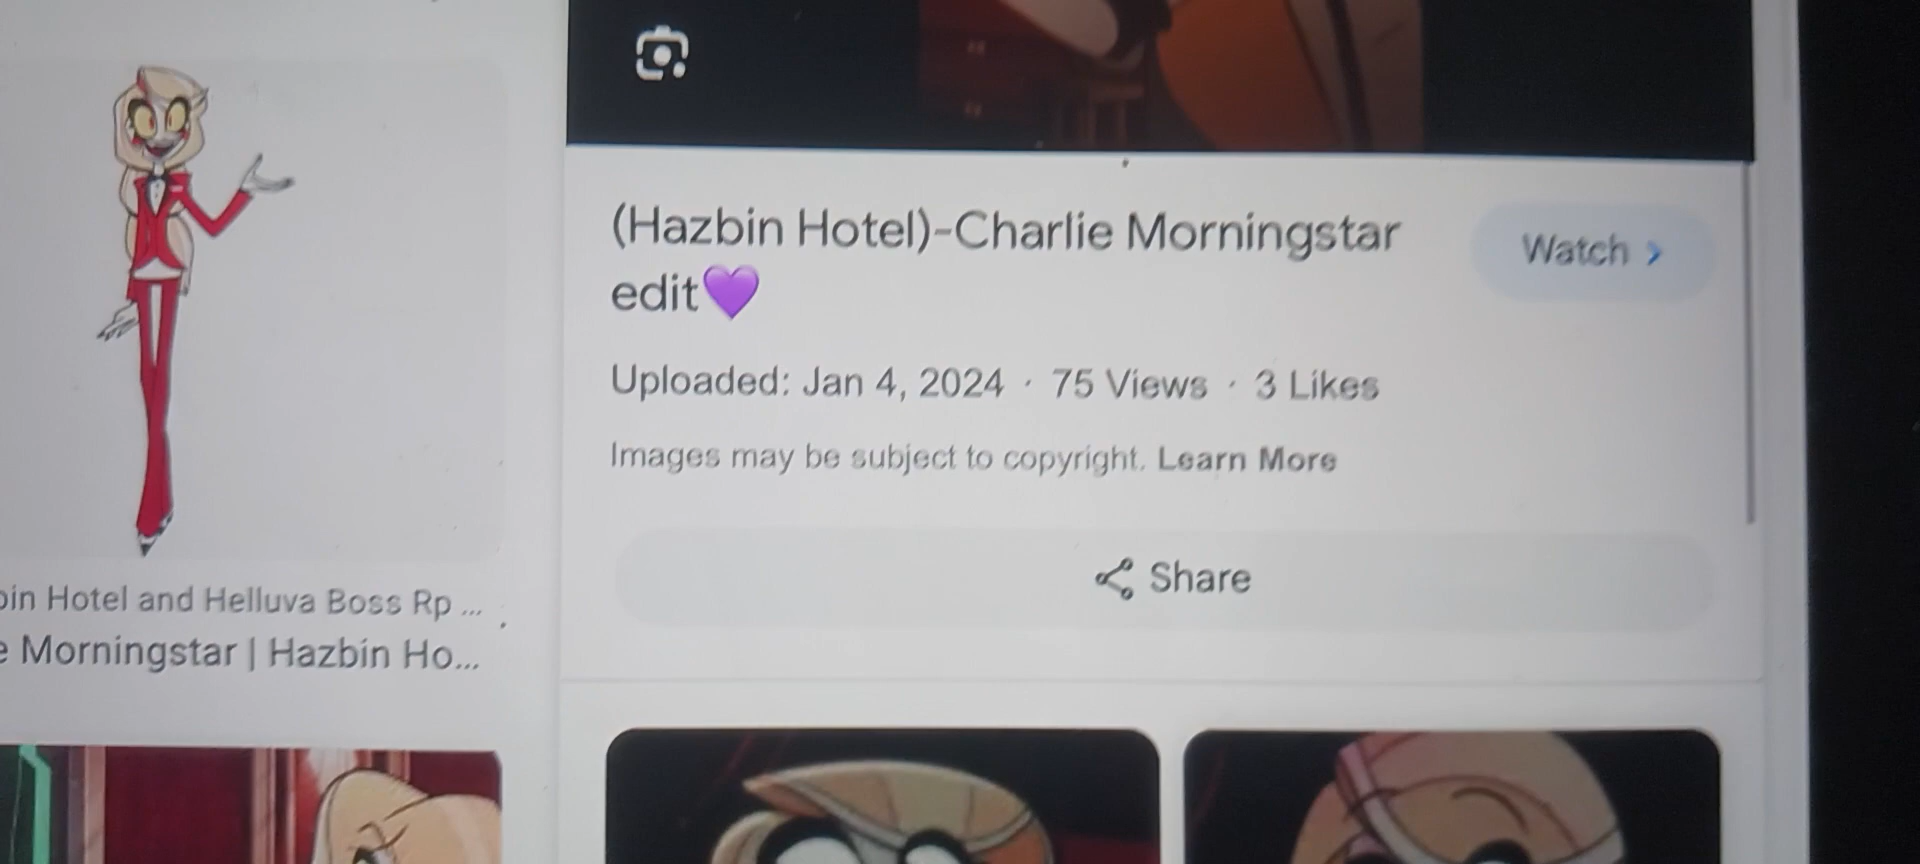 (Hazbin Hotel)-Charlie Morningstar
edit💜
Watch >
Uploaded: Jan 4, 2024 · 75 Views · 3 Likes
Images may be subject to copyright. Learn More
Share
Hotel and Helluva Boss Rp ...
Morningstar | Hazbin Ho...